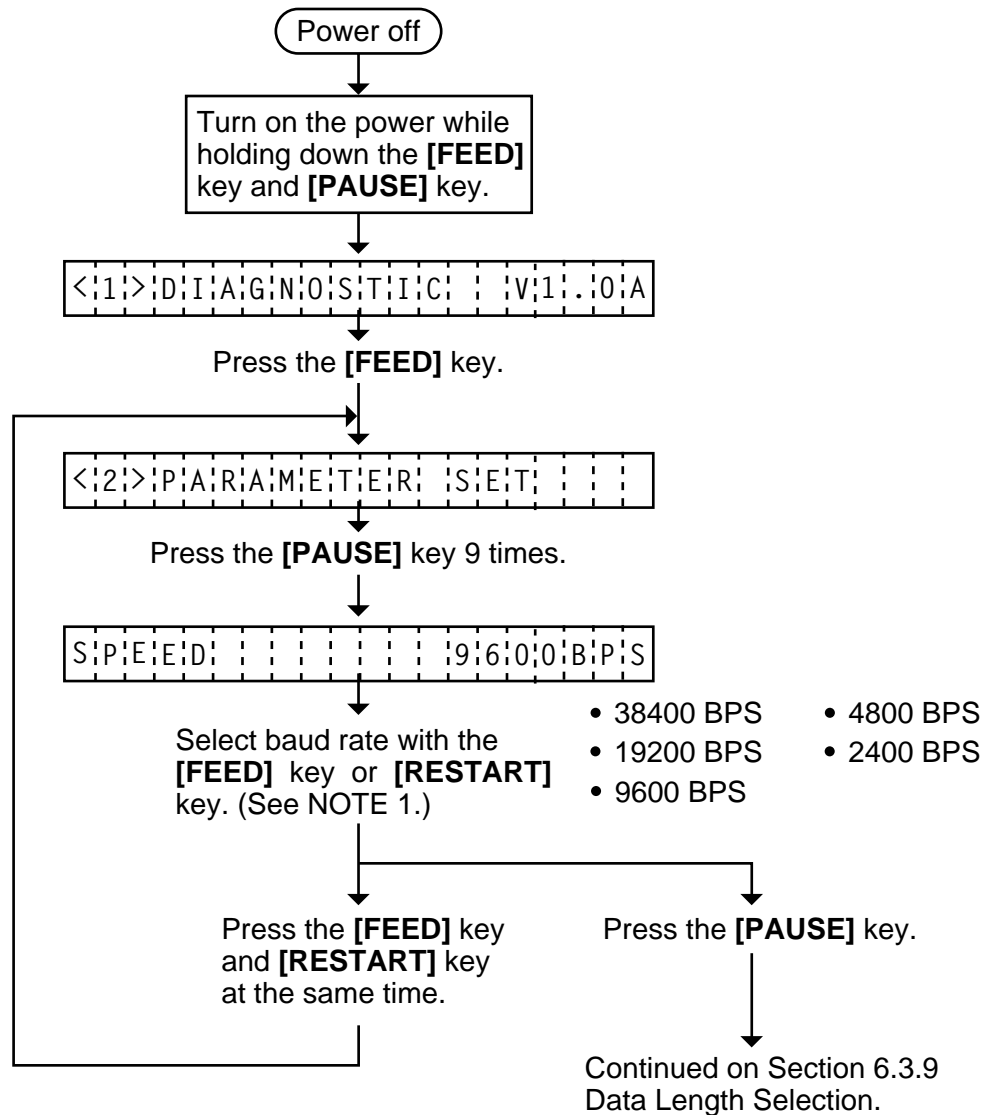 Power off
Turn on the power while
holding down the [FEED]
key and [PAUSE] key.
<1>DIAGNOSTIC  V1.0A
Press the [FEED] key.
<2>PARAMETER SET
Press the [PAUSE] key 9 times.
SPEED        9600BPS
Select baud rate with the
[FEED] key or [RESTART]
key. (See NOTE 1.)
• 38400 BPS
• 19200 BPS
• 9600 BPS
• 4800 BPS
• 2400 BPS
Press the [FEED] key
and [RESTART] key
at the same time.
Press the [PAUSE] key.
Continued on Section 6.3.9
Data Length Selection.